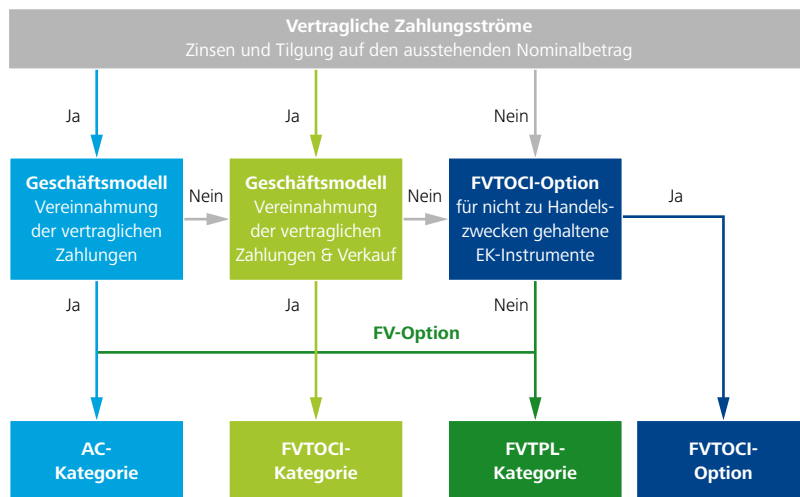 Vertragliche Zahlungsströme
Zinsen und Tilgung auf den ausstehenden Nominalbetrag
Ja
Ja
Nein
Geschäftsmodell
Vereinnahmung
der vertraglichen
Zahlungen
Nein
Geschäftsmodell
Vereinnahmung
der vertraglichen
Zahlungen & Verkauf
Nein
FVTOCI-Option
für nicht zu Handels-
zwecken gehaltene
EK-Instrumente
Ja
Ja
Ja
Nein
FV-Option
AC-
Kategorie
FVTOCI-
Kategorie
FVTPL-
Kategorie
FVTOCI-
Option